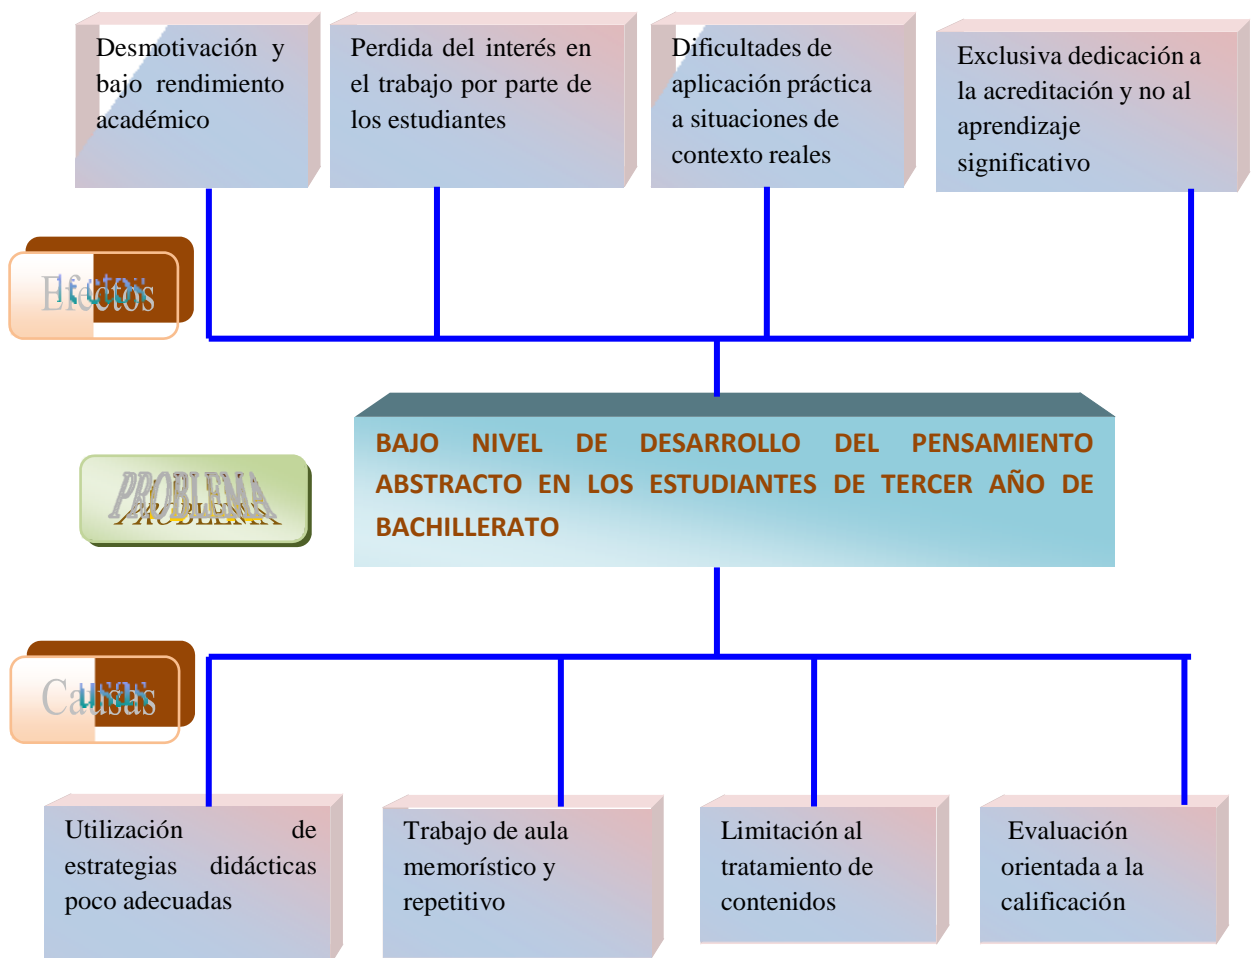 Desmotivación y
bajo rendimiento
académico
Perdida del interés en
el trabajo por parte de
los estudiantes
Dificultades de
aplicación práctica
a situaciones de
contexto reales
Exclusiva dedicación a
la acreditación y no al
aprendizaje
significativo
Efectos
BAJO NIVEL DE DESARROLLO DEL PENSAMIENTO
ABSTRACTO EN LOS ESTUDIANTES DE TERCER AÑO DE
BACHILLERATO
PROBLEMA
Causas
Utilización de
estrategias didácticas
poco adecuadas
Trabajo de aula
memorístico y
repetitivo
Limitación al
tratamiento de
contenidos
Evaluación
orientada a la
calificación